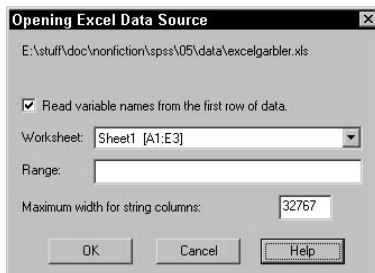 Opening Excel Data Source
E:\stuff\doc\nonfiction\spss\05\data\excelgarbler.xls
Read variable names from the first row of data.
Worksheet: Sheet1 [A1:E3]
Range:
Maximum width for string columns: 32767
OK Cancel Help